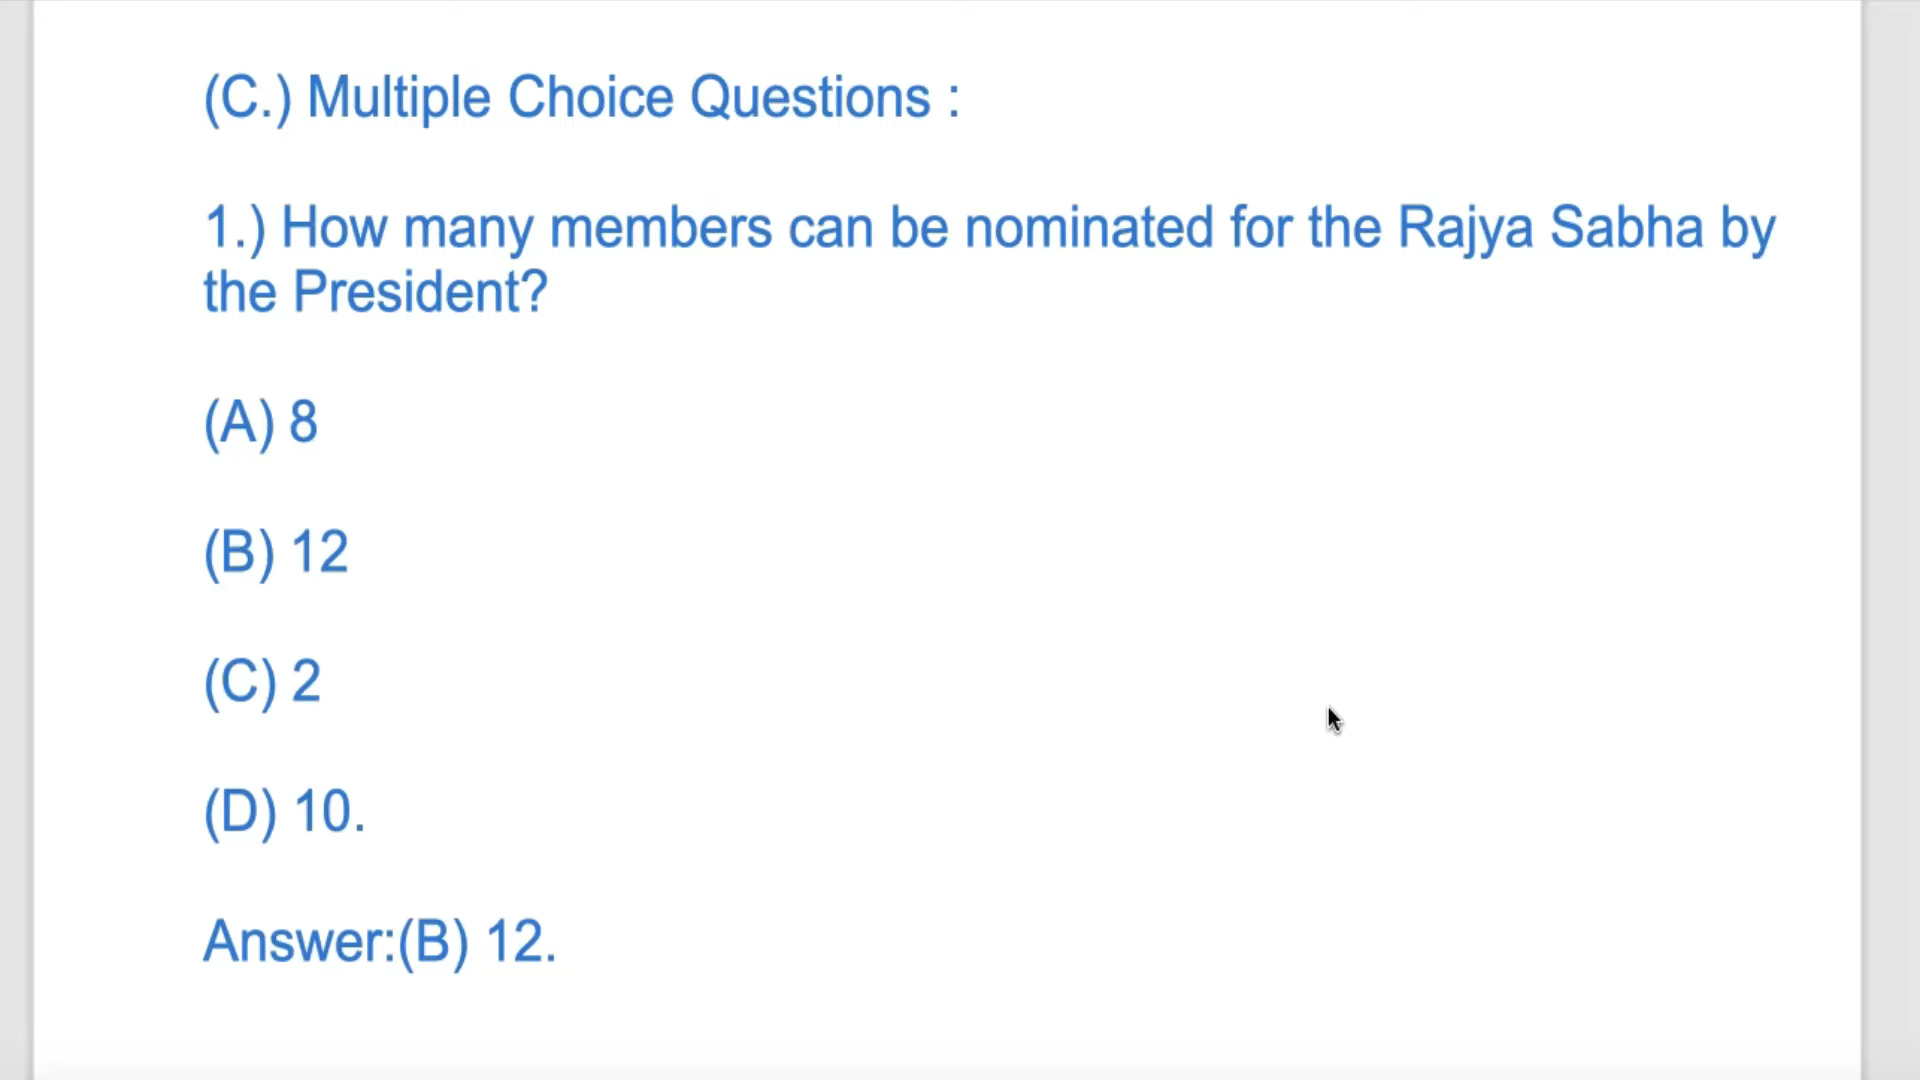 (C.) Multiple Choice Questions :
1.) How many members can be nominated for the Rajya Sabha by
the President?
(A) 8
(B) 12
(C) 2
(D) 10.
Answer:(B) 12.